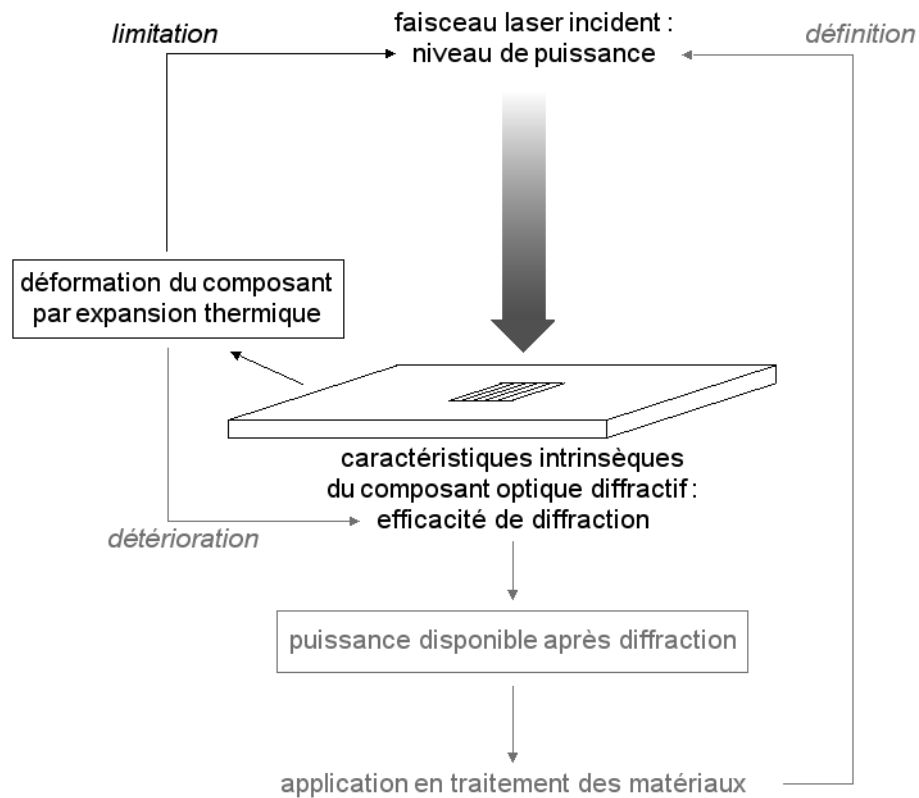 limitation
faisceau laser incident :
niveau de puissance
définition
déformation du composant
par expansion thermique
caractéristiques intrinsèques
du composant optique diffractif :
efficacité de diffraction
détérioration
puissance disponible après diffraction
application en traitement des matériaux